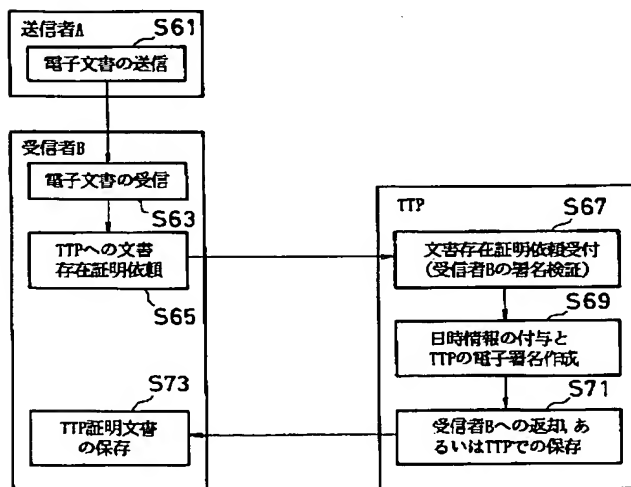 送信者A
S61
電子文書の送信
受信者B
電子文書の受信
S63
TTPへの文書
存在証明依頼
S65
TTP
S67
文書存在証明依頼受付
(受信者Bの署名検証)
S69
日時情報の付与と
TTPの電子署名作成
S71
受信者Bへの返却,あ
るいはTTPでの保存
S73
TTP証明文書
の保存